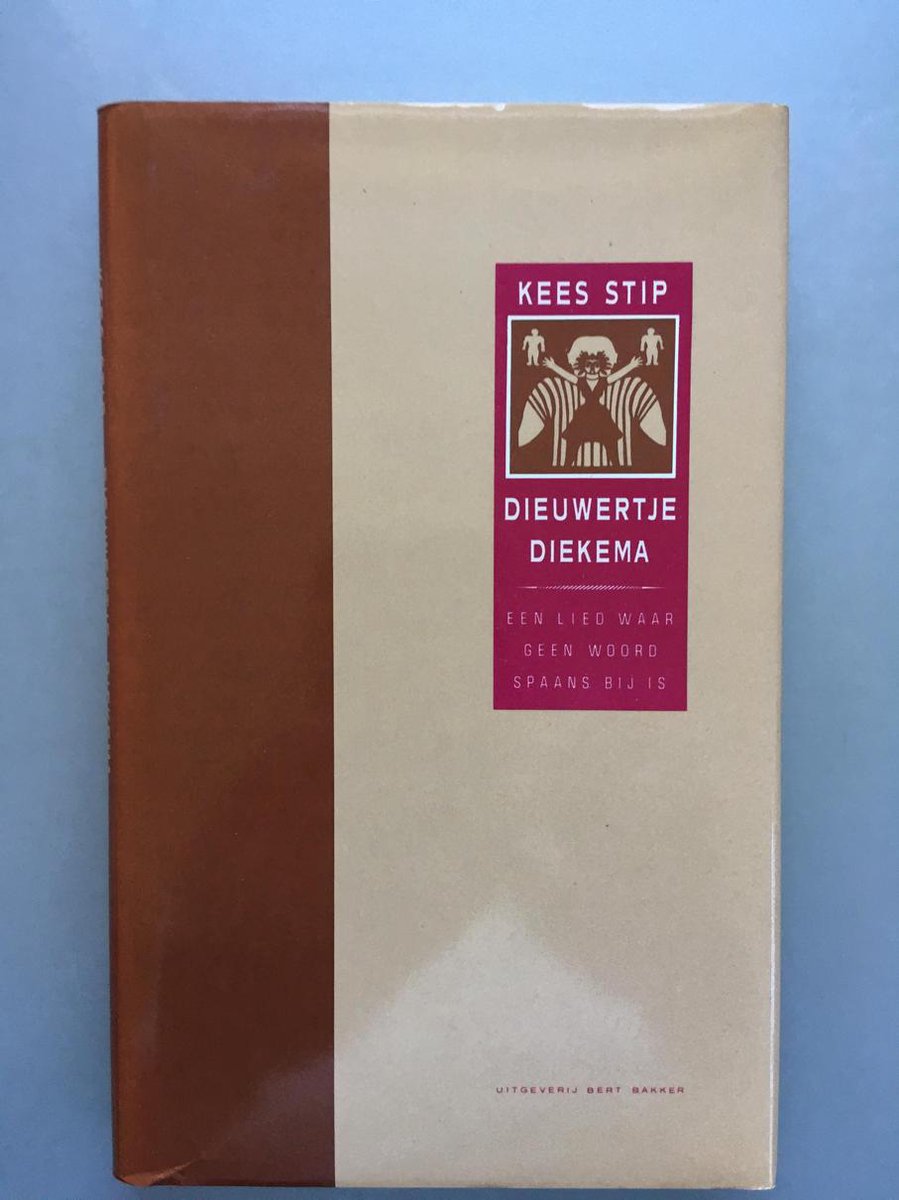 KEES STIP
DIEUWERTJE
DIEKEMA
EEN LIED WAAR
GEEN WOORD
SPAANS BIJ IS
UITGEVERIJ BERT BAKKER